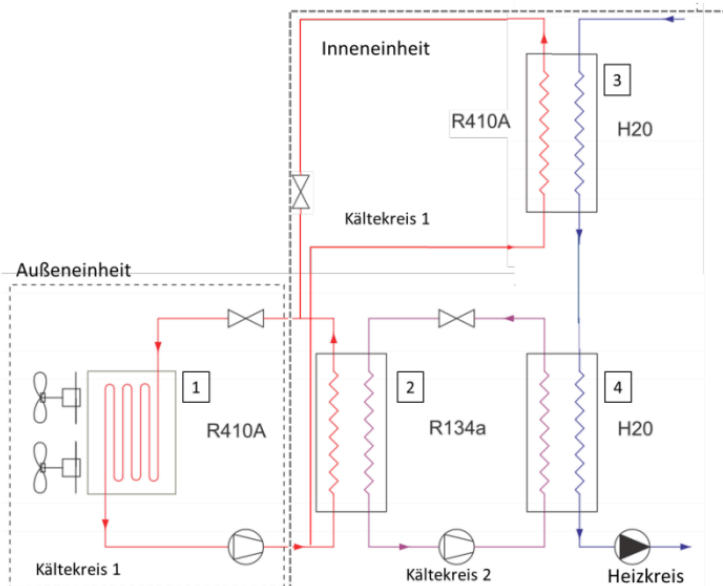 Inneneinheit
3
R410A
H20
Kältekreis 1
Außeneinheit
1
2
4
R410A
R134a
H20
Kältekreis 1
Kältekreis 2
Heizkreis